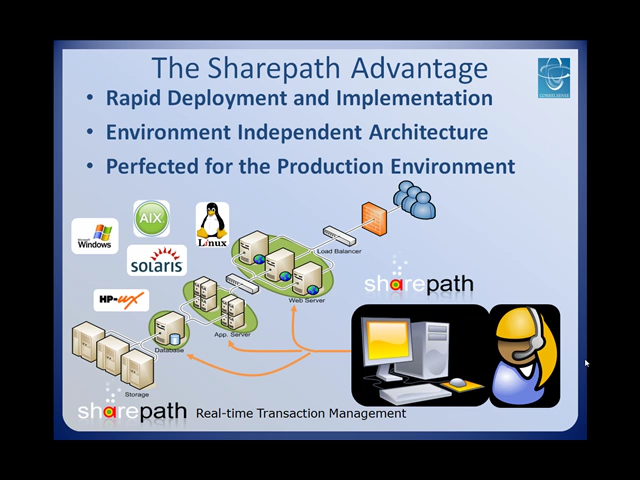 The Sharepath Advantage
• Rapid Deployment and Implementation
• Environment Independent Architecture
• Perfected for the Production Environment
Windows
AIX
Linux
solaris
HP-UX
Load Balancer
Web Server
App. Server
Database
Storage
sharepath
sharepath Real-time Transaction Management